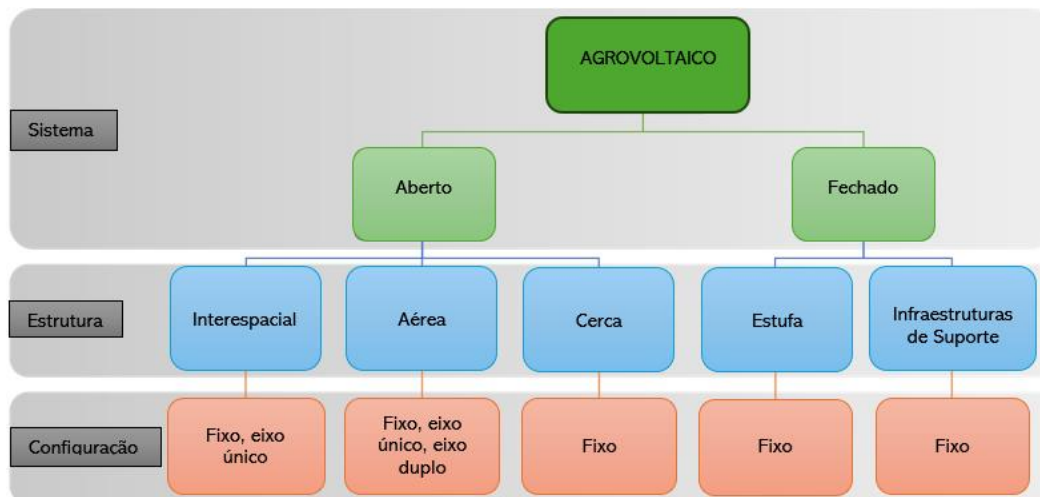 AGROVOLTAICO
Sistema
Aberto
Fechado
Estrutura
Interespacial
Aérea
Cerca
Estufa
Infraestruturas
de Suporte
Configuração
Fixo, eixo
único
Fixo, eixo
único, eixo
duplo
Fixo
Fixo
Fixo